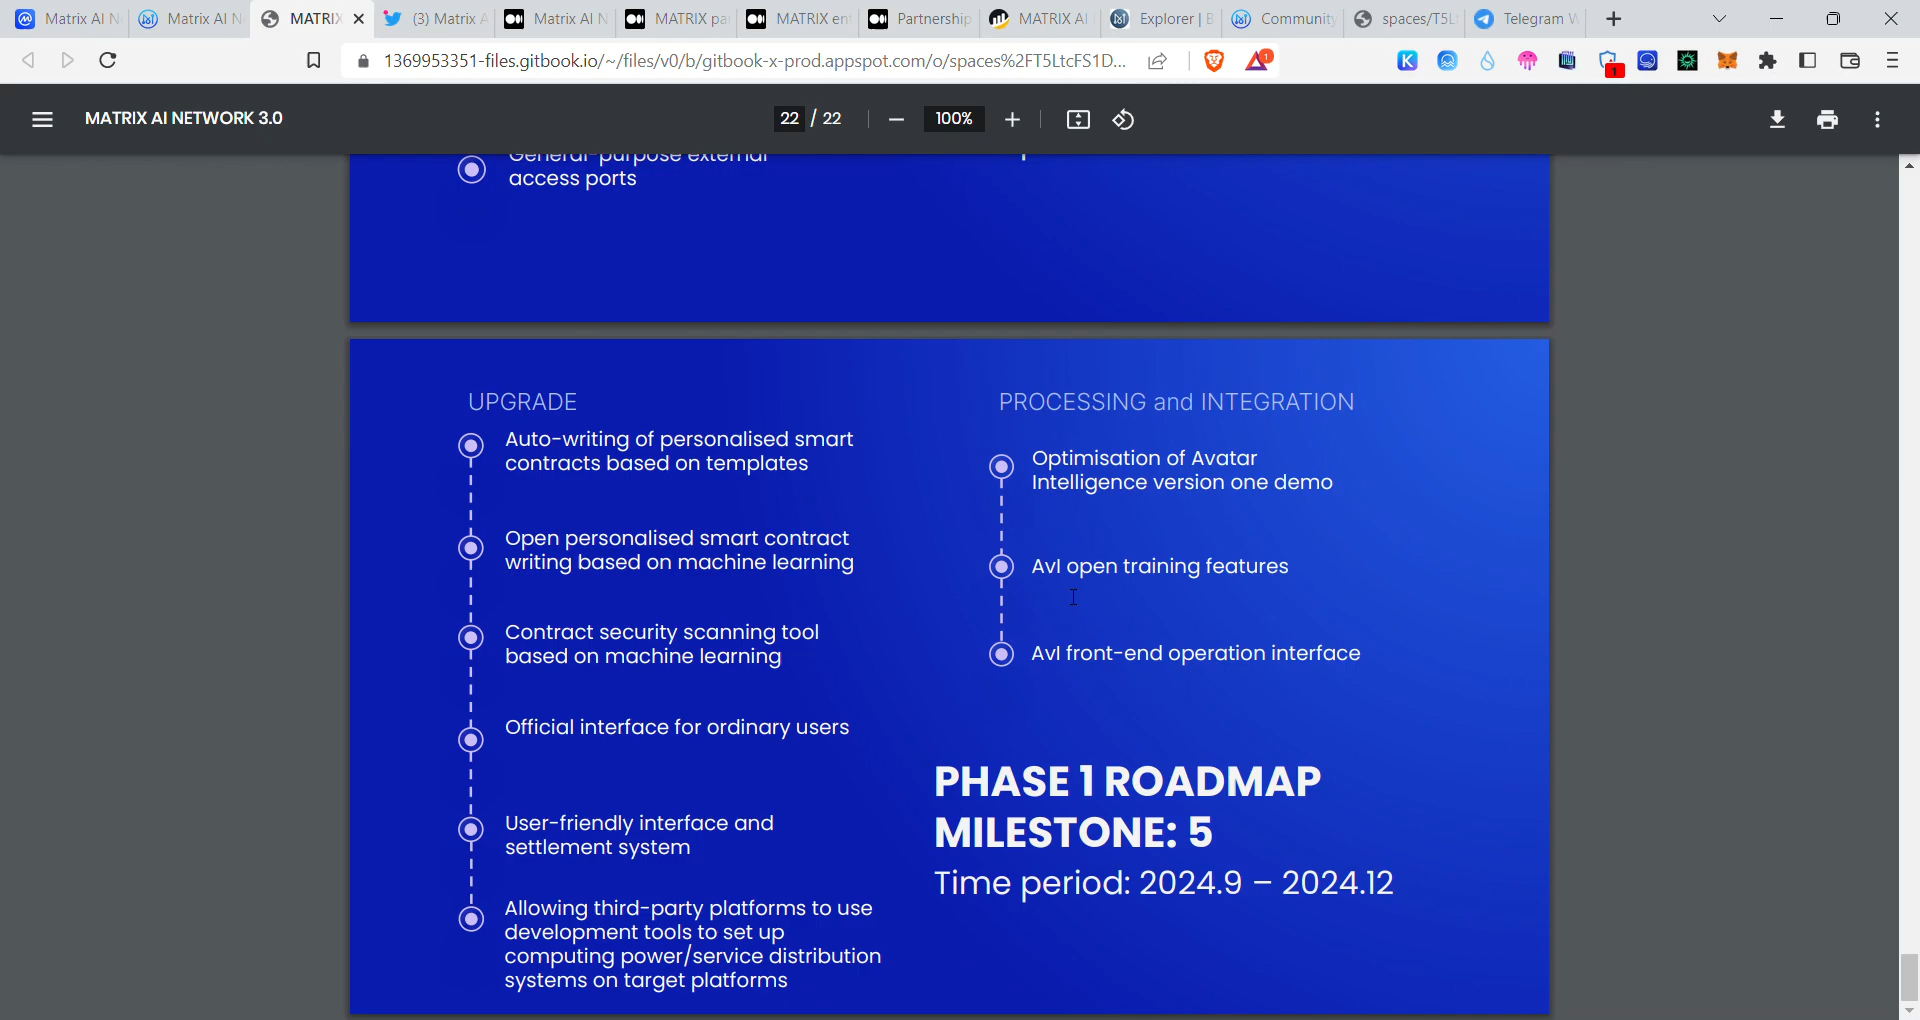 Matrix AI N
Matrix AI N
MATRIX
(3) Matrix A
Matrix AI N
MATRIX pa
MATRIX en
Partnership
MATRIX AI
Explorer | B
Community
spaces/T5L
Telegram W
1369953351-files.gitbook.io/~/files/v0/b/gitbook-x-prod.appspot.com/o/spaces%2FT5LtcFS1D...
1
1
MATRIX AI NETWORK 3.0
22 / 22
100%
General-purpose external
access ports
UPGRADE
Auto-writing of personalised smart
contracts based on templates
Open personalised smart contract
writing based on machine learning
Contract security scanning tool
based on machine learning
Official interface for ordinary users
User-friendly interface and
settlement system
Allowing third-party platforms to use
development tools to set up
computing power/service distribution
systems on target platforms
PROCESSING and INTEGRATION
Optimisation of Avatar
Intelligence version one demo
AvI open training features
AvI front-end operation interface
PHASE 1 ROADMAP
MILESTONE: 5
Time period: 2024.9 – 2024.12